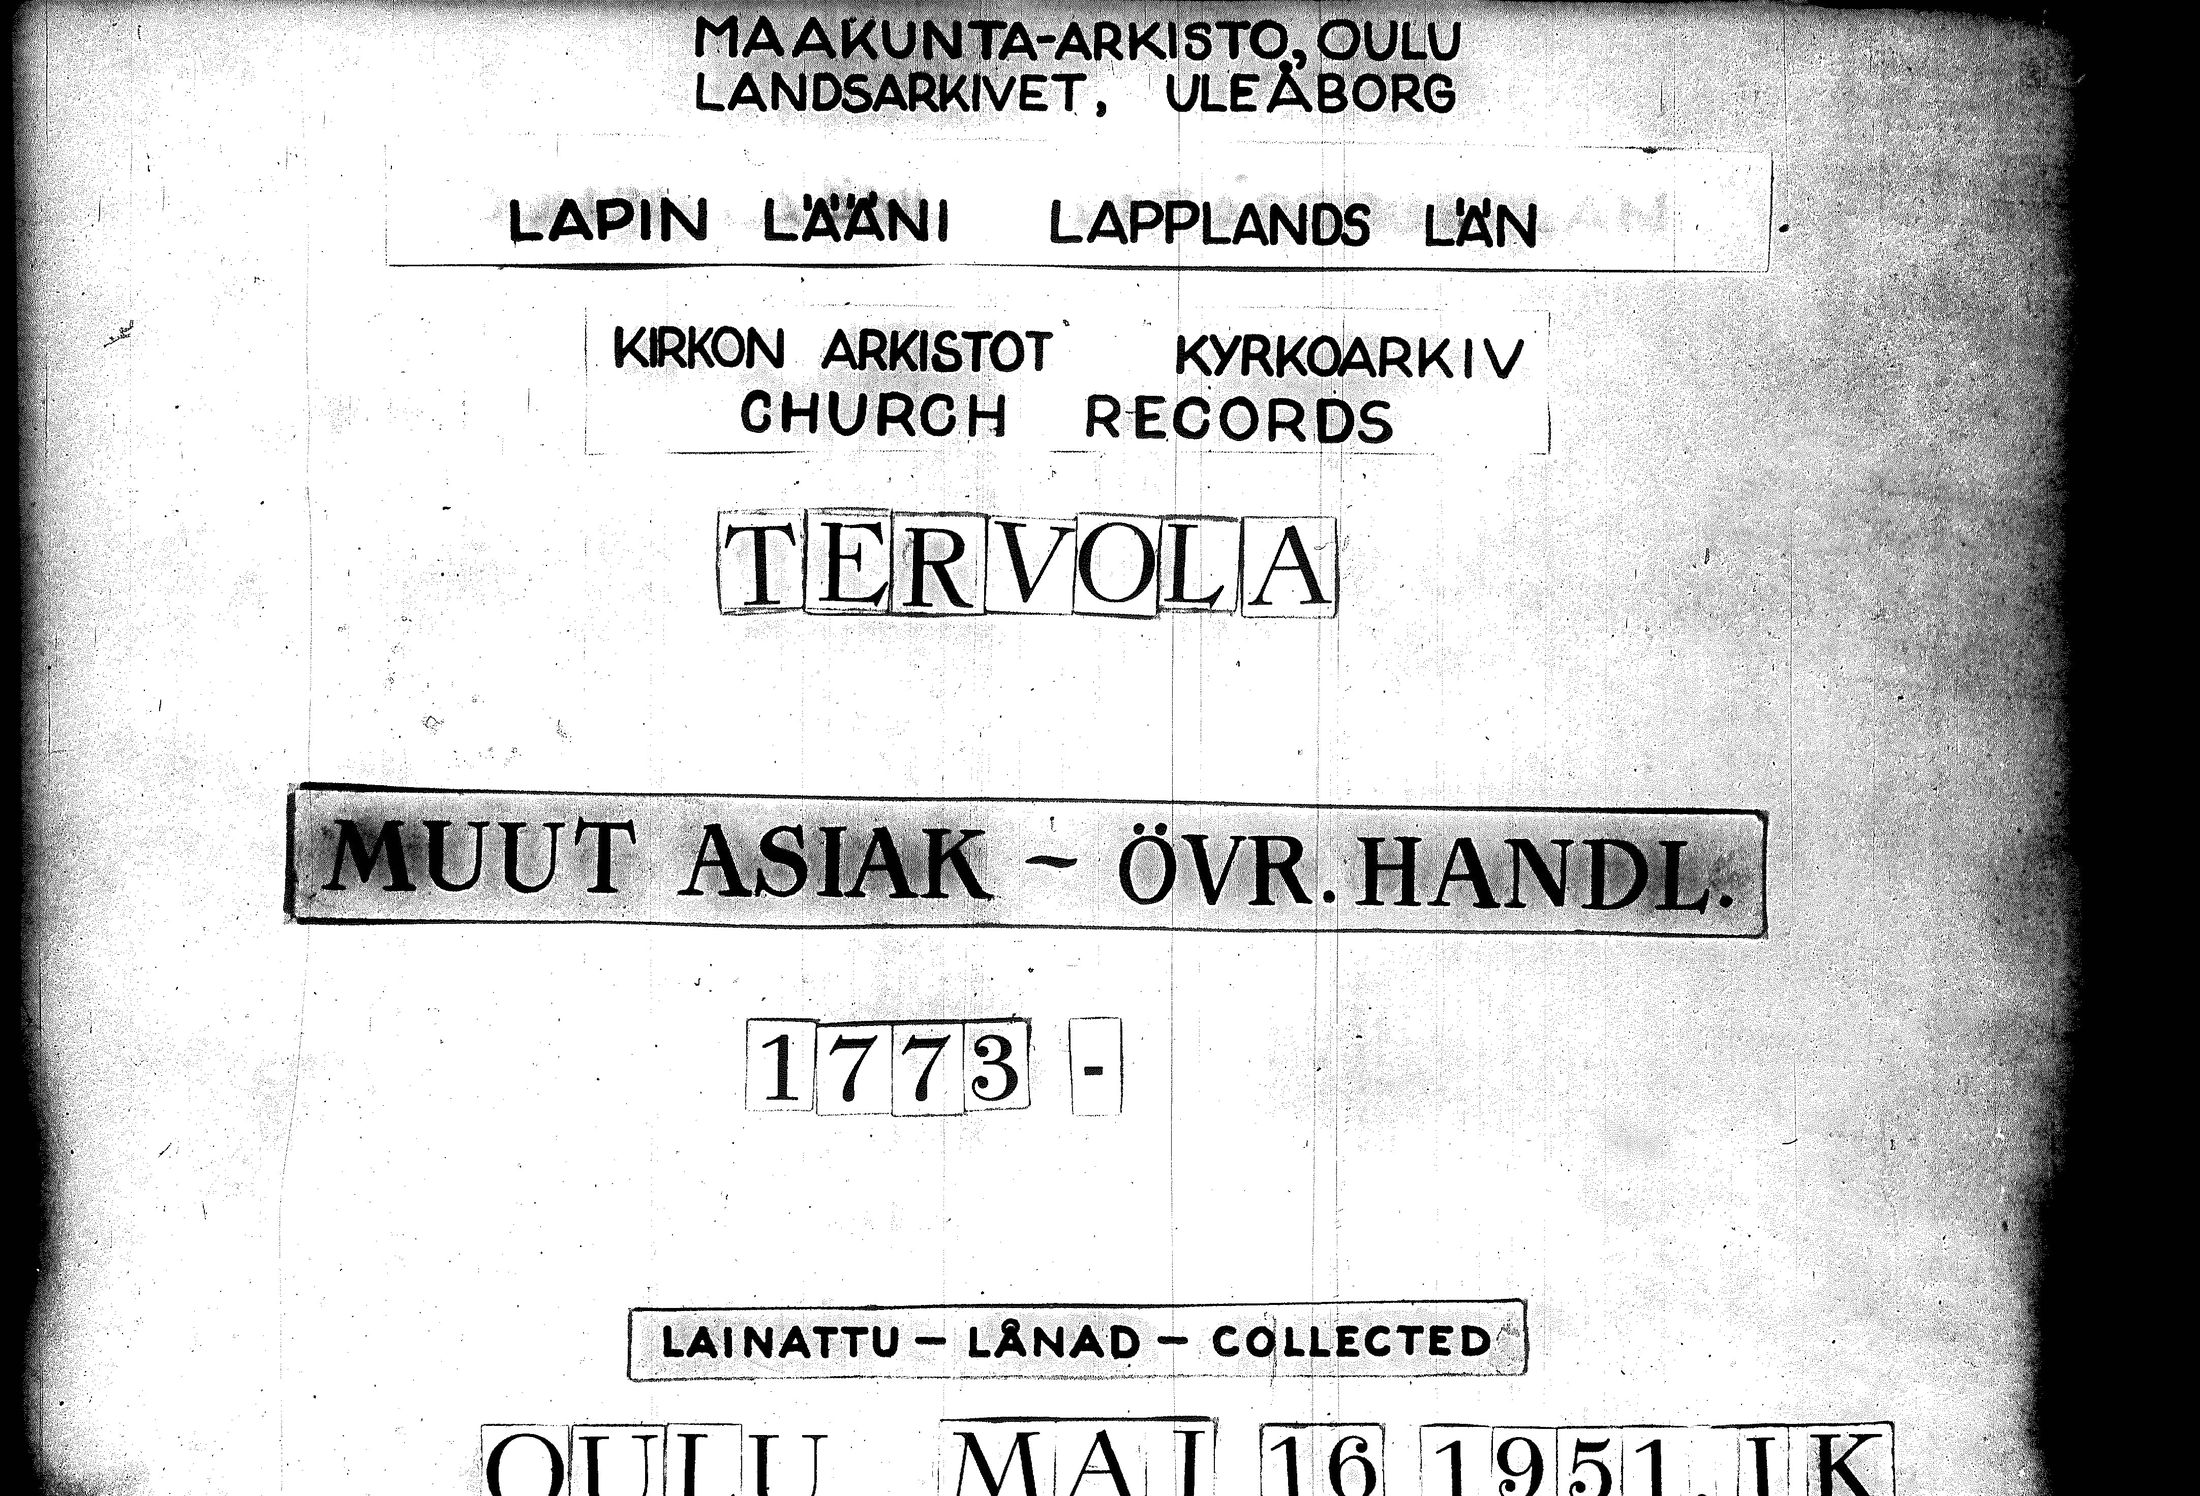 MAAKUNTA-ARKISTO, OULU
LANDSARKIVET, ULEÅBORG
LAPIN LÄÄNI LAPPLANDS LÄN
KIRKON ARKISTOT KYRKOARKIV
CHURCH RECORDS
TERVOLA
MUUT ASIAK ~ ÖVR. HANDL.
1773 -
LAINATTU – LÅNAD – COLLECTED
OULU MAJ 16 1951. JK